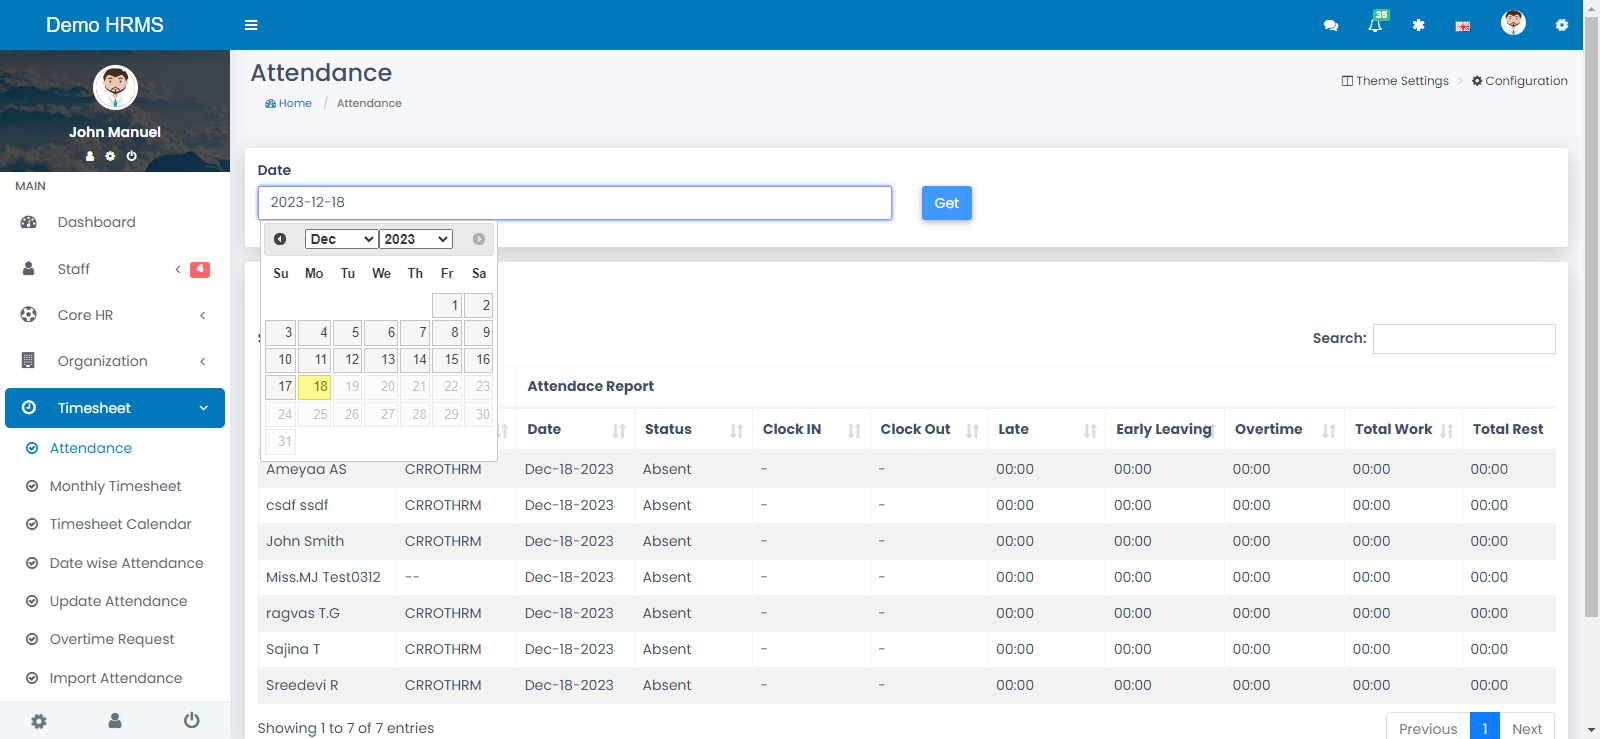 Demo HRMS
35
John Manuel
MAIN
Dashboard
Staff
4
Core HR
Organization
Timesheet
Attendance
Monthly Timesheet
Timesheet Calendar
Date wise Attendance
Update Attendance
Overtime Request
Import Attendance
Attendance
Home / Attendance
Theme Settings > Configuration
Date
2023-12-18
Get
Dec 2023
Su Mo Tu We Th Fr Sa
1 2
3 4 5 6 7 8 9
10 11 12 13 14 15 16
17 18 19 20 21 22 23
24 25 26 27 28 29 30
31
Search:
Attendace Report
Date Status Clock IN Clock Out Late Early Leaving Overtime Total Work Total Rest
Ameyaa AS CRROTHRM Dec-18-2023 Absent - - 00:00 00:00 00:00 00:00 00:00
csdf ssdf CRROTHRM Dec-18-2023 Absent - - 00:00 00:00 00:00 00:00 00:00
John Smith CRROTHRM Dec-18-2023 Absent - - 00:00 00:00 00:00 00:00 00:00
Miss.MJ Test0312 -- Dec-18-2023 Absent - - 00:00 00:00 00:00 00:00 00:00
ragvas T.G CRROTHRM Dec-18-2023 Absent - - 00:00 00:00 00:00 00:00 00:00
Sajina T CRROTHRM Dec-18-2023 Absent - - 00:00 00:00 00:00 00:00 00:00
Sreedevi R CRROTHRM Dec-18-2023 Absent - - 00:00 00:00 00:00 00:00 00:00
Showing 1 to 7 of 7 entries
Previous 1 Next